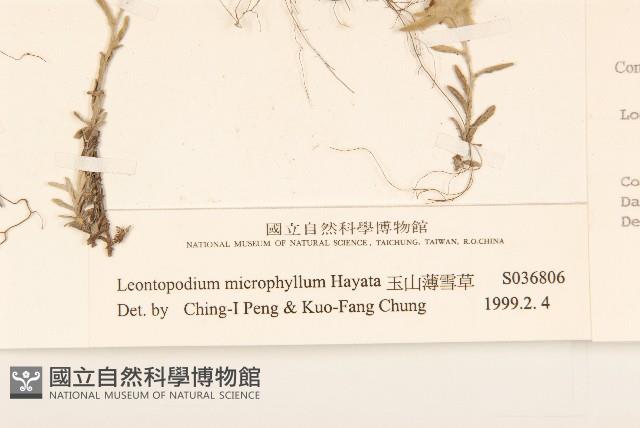 國立自然科學博物館
NATIONAL MUSEUM OF NATURAL SCIENCE, TAICHUNG, TAIWAN, R.O.CHINA
Leontopodium microphyllum Hayata 玉山薄雪草 S036806
Det. by Ching-I Peng & Kuo-Fang Chung 1999.2.4
國立自然科學博物館
NATIONAL MUSEUM OF NATURAL SCIENCE